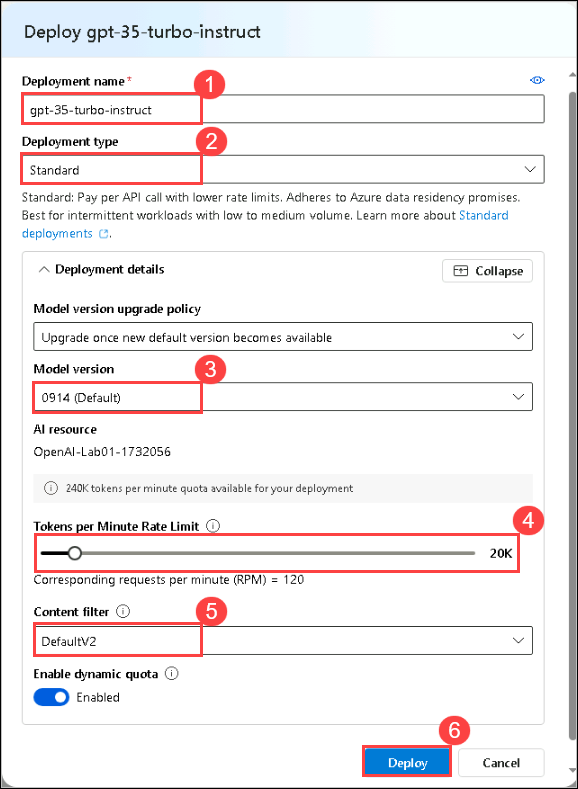 Deploy gpt-35-turbo-instruct
Deployment name*
1
gpt-35-turbo-instruct
Deployment type
2
Standard
Standard: Pay per API call with lower rate limits. Adheres to Azure data residency promises.
Best for intermittent workloads with low to medium volume. Learn more about Standard
deployments.
Deployment details
Collapse
Model version upgrade policy
Upgrade once new default version becomes available
Model version
3
0914 (Default)
AI resource
OpenAI-Lab01-1732056
240K tokens per minute quota available for your deployment
Tokens per Minute Rate Limit
4
20K
Corresponding requests per minute (RPM) = 120
Content filter
5
DefaultV2
Enable dynamic quota
Enabled
6
Deploy
Cancel